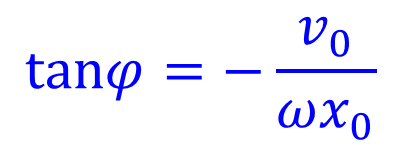 tanφ = − v₀ / ωx₀